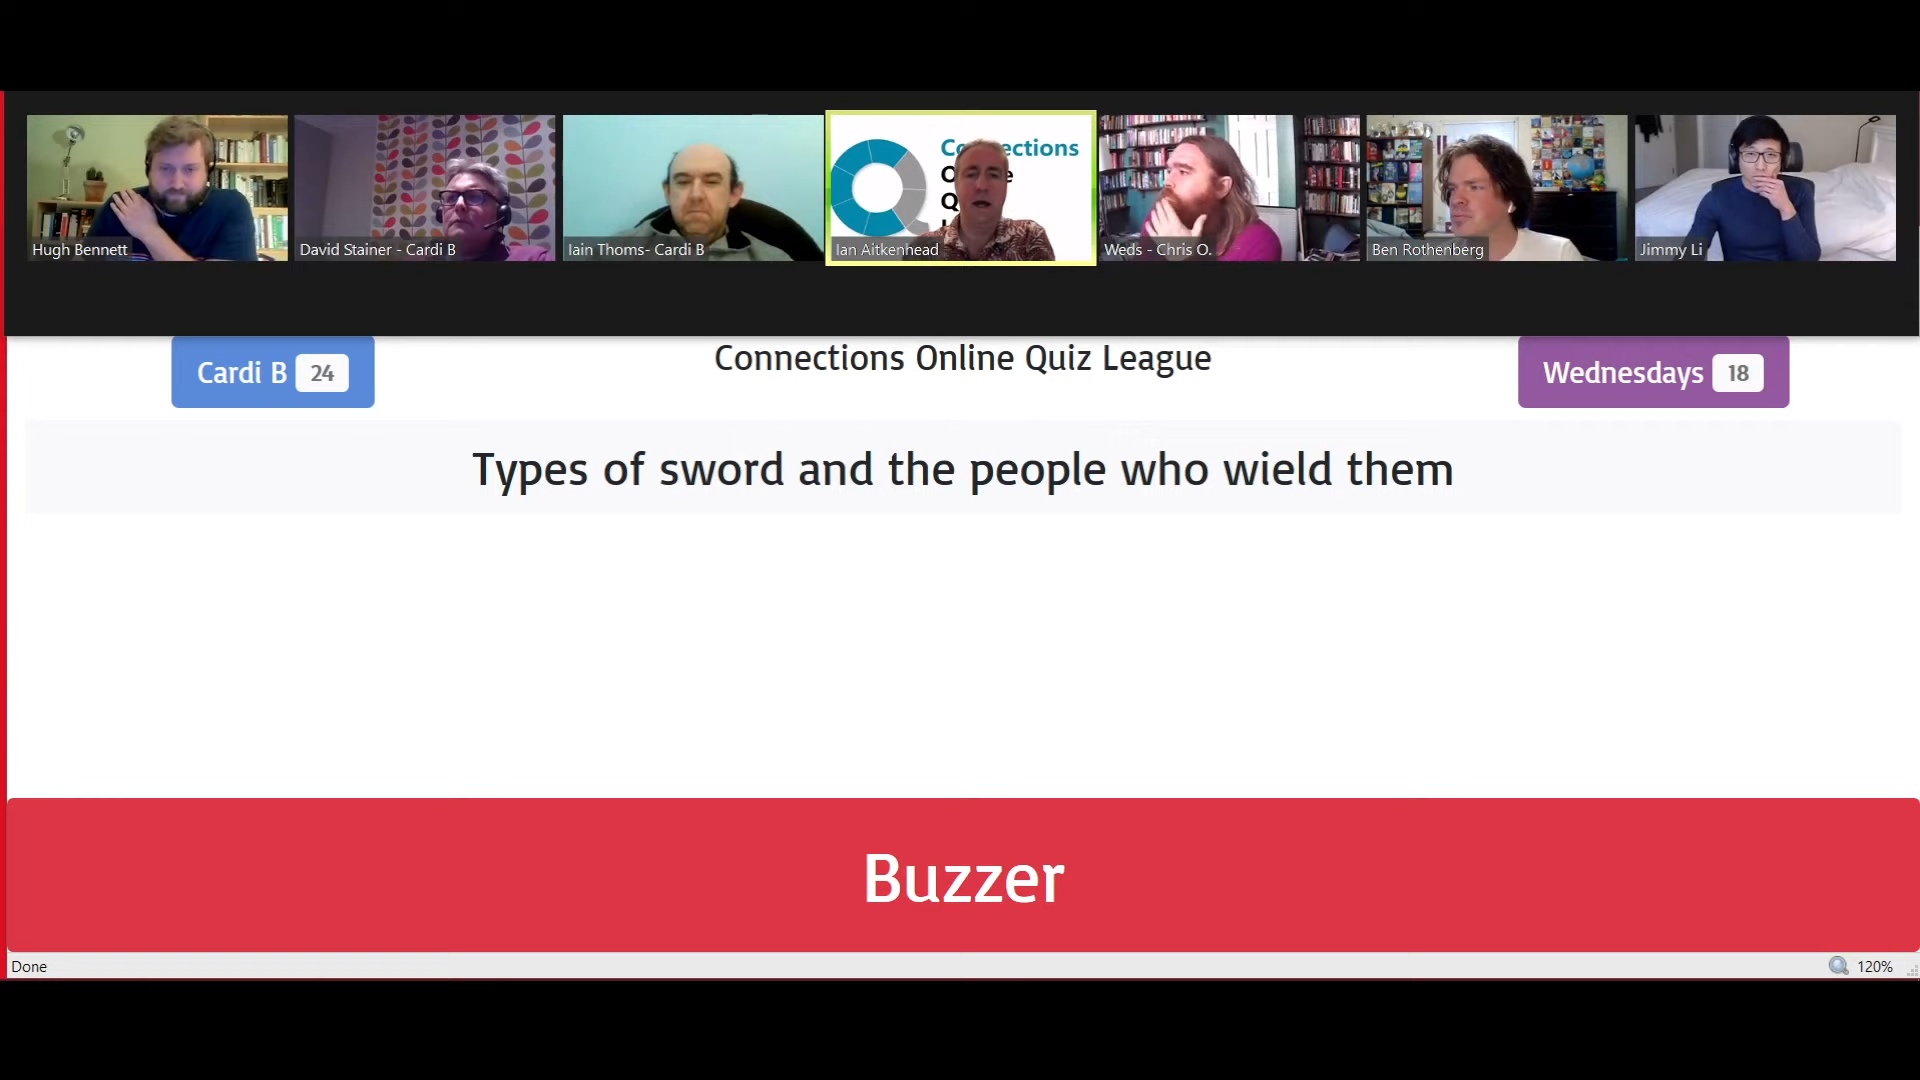 Connections
Hugh Bennett
David Stainer - Cardi B
Iain Thoms- Cardi B
Ian Aitkenhead
Weds - Chris O.
Ben Rothenberg
Jimmy Li
Cardi B 24
Connections Online Quiz League
Wednesdays 18
Types of sword and the people who wield them
Buzzer
Done
120%